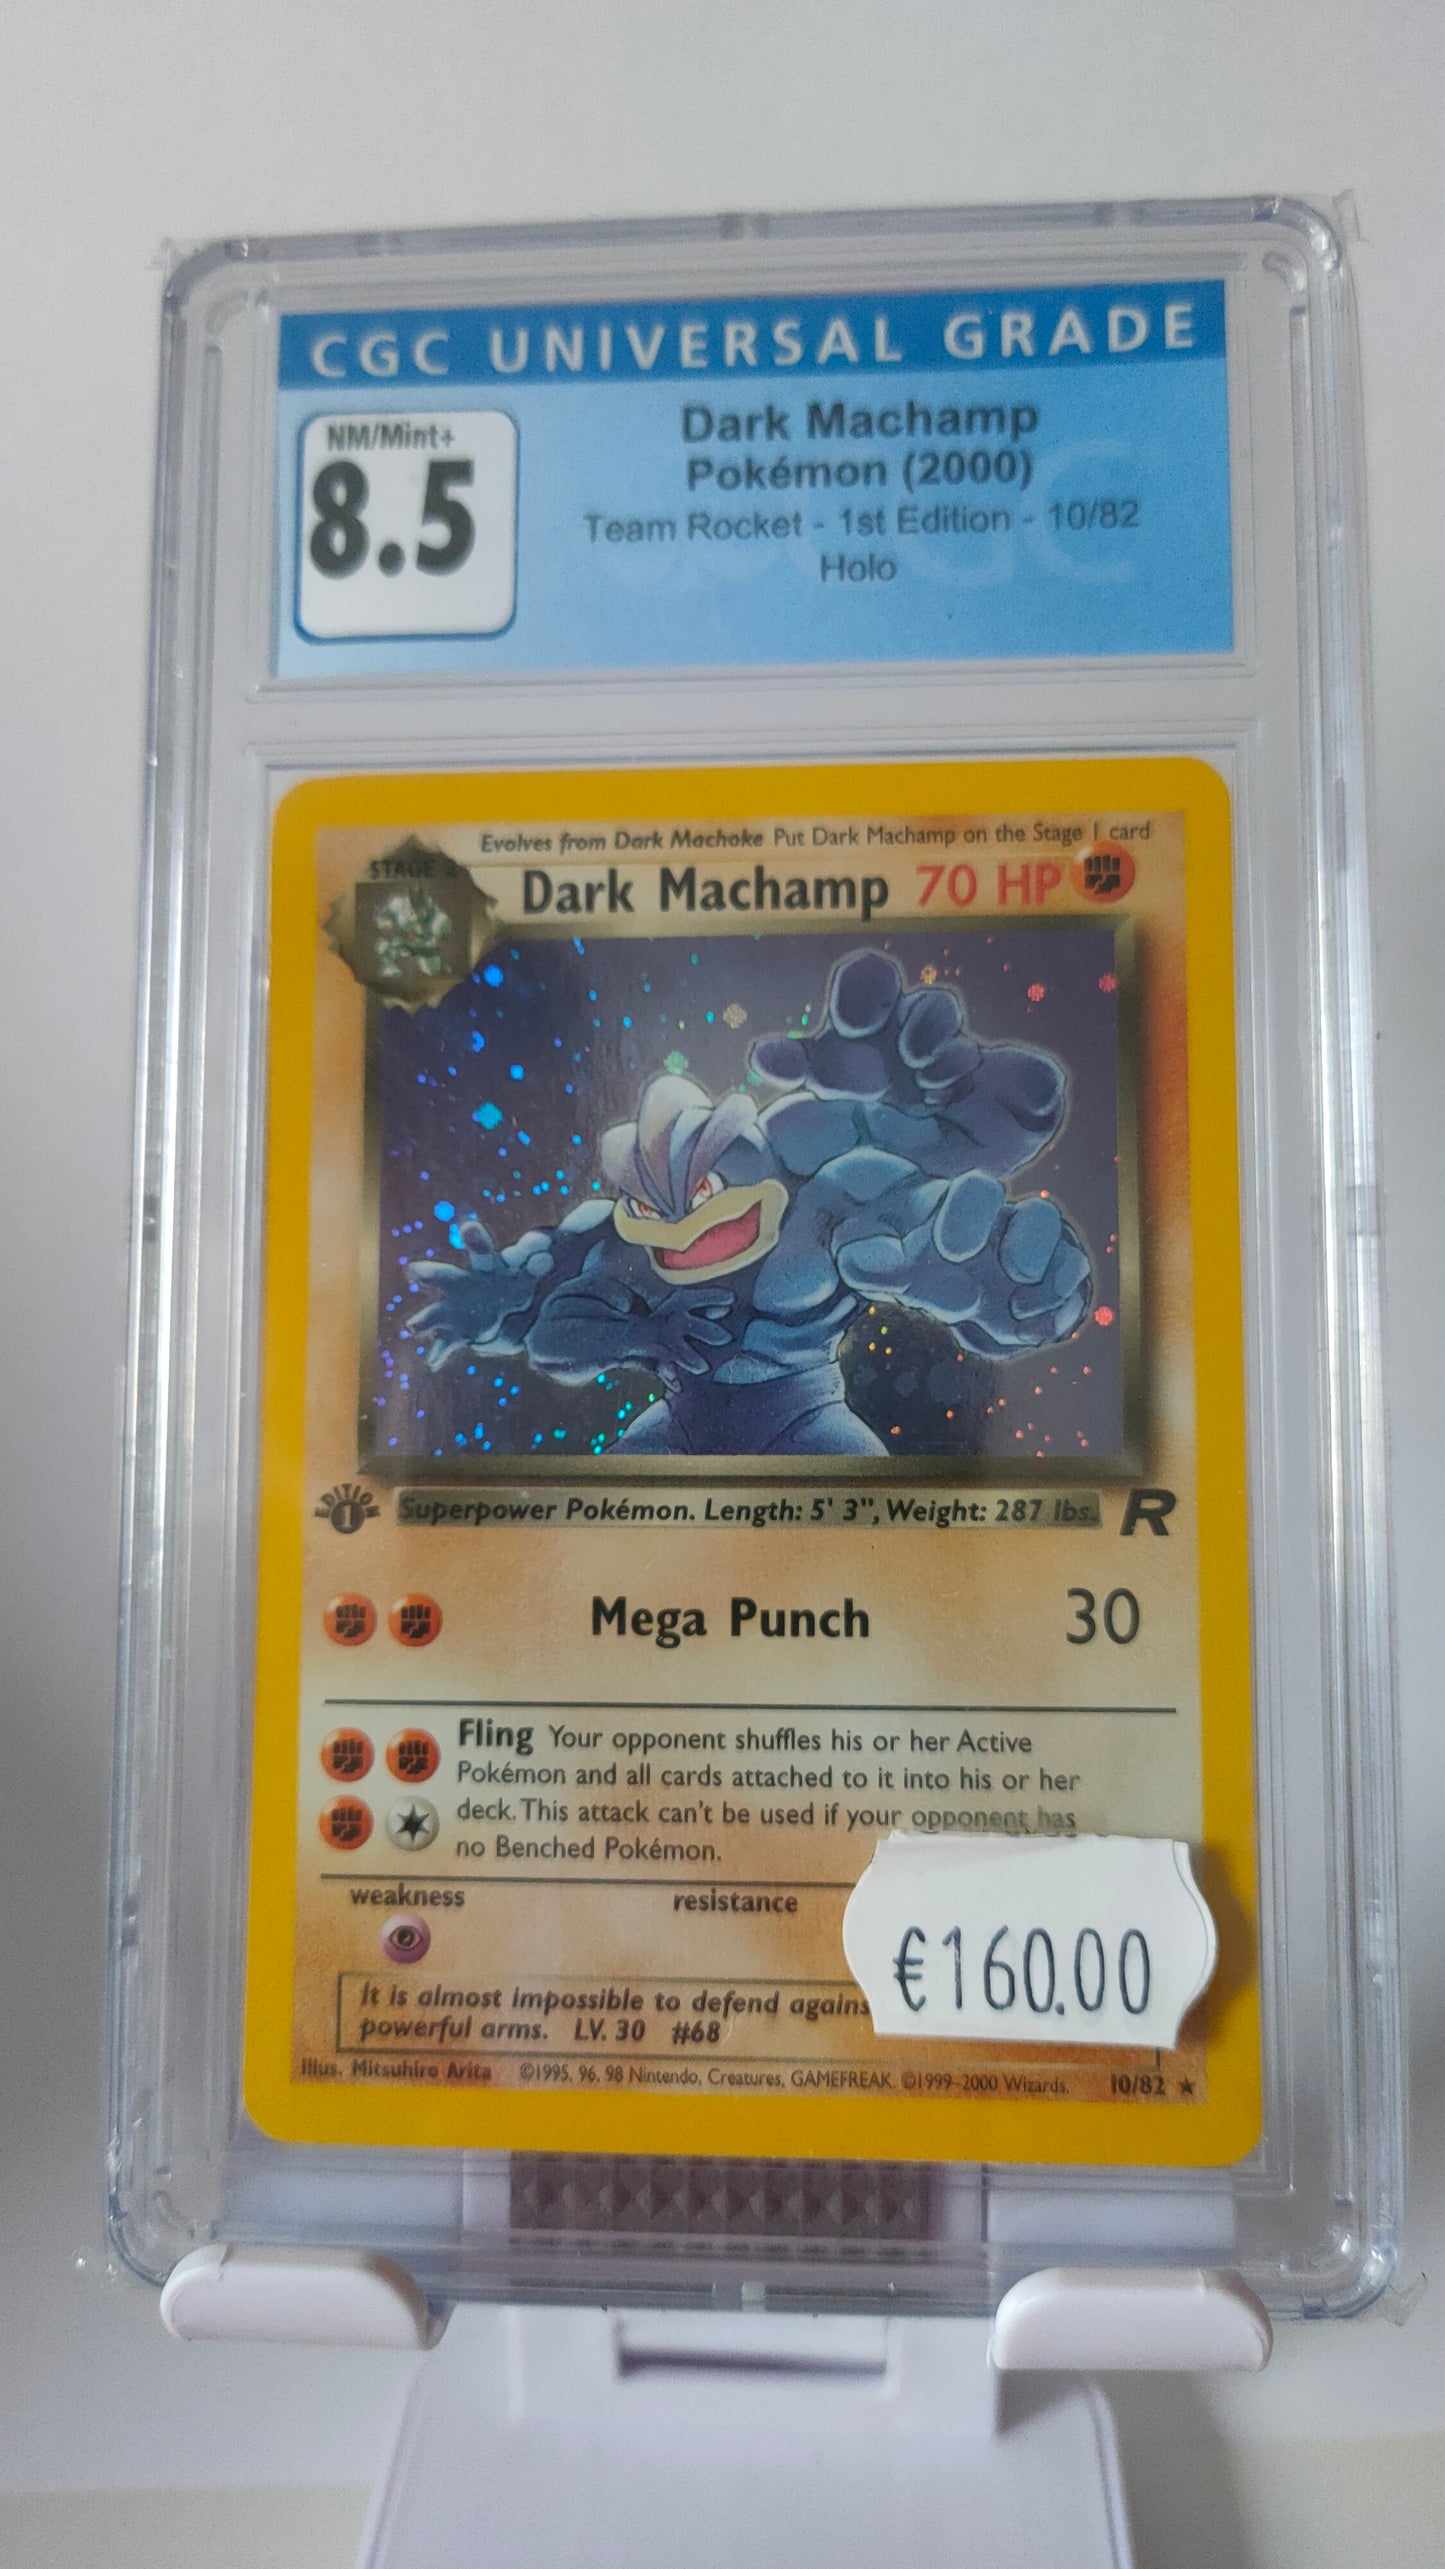 CGC UNIVERSAL GRADE
NM/Mint+
8.5
Dark Machamp
Pokémon (2000)
Team Rocket - 1st Edition - 10/82
Holo
Evolves from Dark Machoke Put Dark Machamp on the Stage 1 card
STAGE 2
Dark Machamp 70 HP
EDITION
1
Superpower Pokémon. Length: 5' 3", Weight: 287 lbs.
R
Mega Punch 30
Fling Your opponent shuffles his or her Active
Pokémon and all cards attached to it into his or her
deck. This attack can't be used if your opponent has
no Benched Pokémon.
weakness resistance
€160.00
It is almost impossible to defend agains
powerful arms. LV. 30 #68
Illus. Mitsuhiro Arita ©1995, 96, 98 Nintendo, Creatures, GAMEFREAK. ©1999-2000 Wizards. 10/82 ★